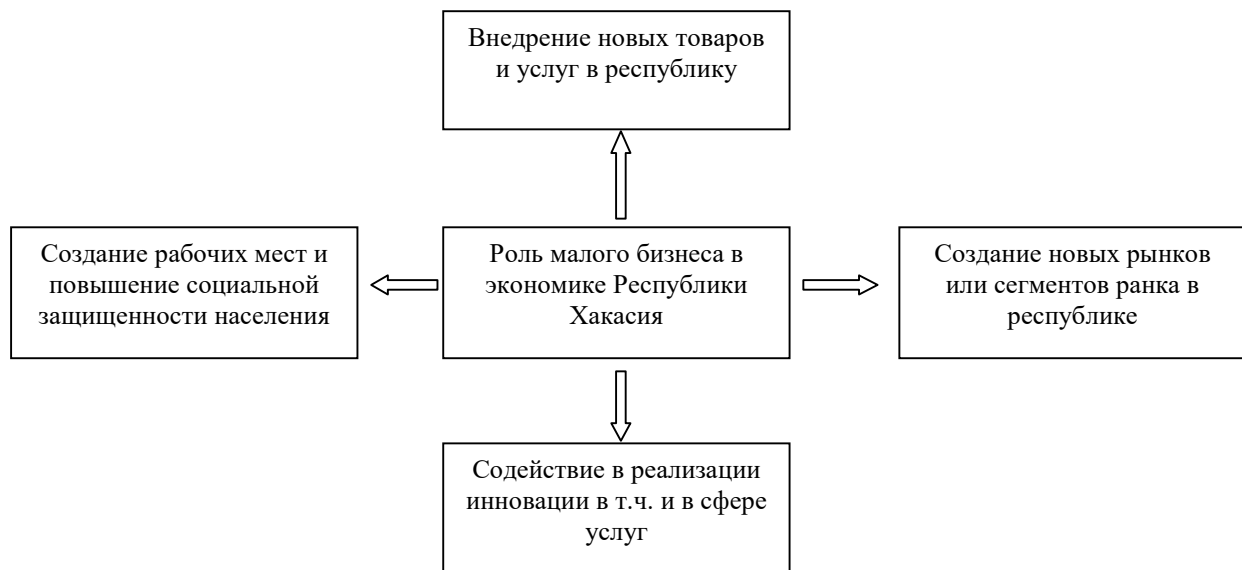 Внедрение новых товаров
и услуг в республику
Создание рабочих мест и
повышение социальной
защищенности населения
Роль малого бизнеса в
экономике Республики
Хакасия
Создание новых рынков
или сегментов ранка в
республике
Содействие в реализации
инновации в т.ч. и в сфере
услуг